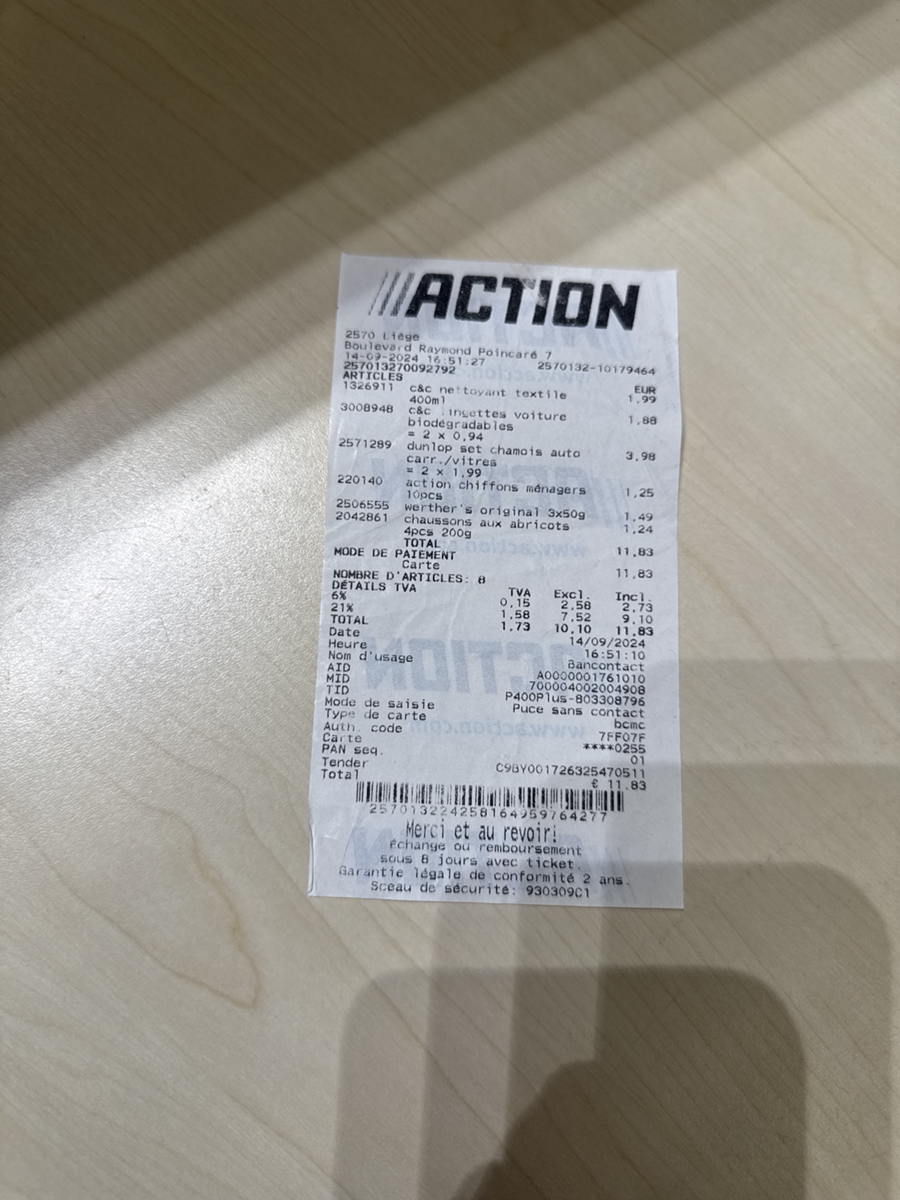 ACTION
2570 Liège
Boulevard Raymond Poincaré 7
14-09-2024 16:51:27 2570132-10179464
257013270092792
ARTICLES EUR
1326911 c&c nettoyant textile 1,99
400ml
3008948 c&c lingettes voiture 1,88
biodégradables
= 2 x 0,94
2571289 dunlop set chamois auto 3,98
carr./vitres
= 2 x 1,99
220140 action chiffons ménagers 1,25
10pcs
2506555 werther's original 3x50g 1,49
2042861 chaussons aux abricots 1,24
4pcs 200g
TOTAL 11,83
MODE DE PAIEMENT
Carte 11,83
NOMBRE D'ARTICLES: 8
DÉTAILS TVA TVA Excl. Incl.
6% 0,15 2,58 2,73
21% 1,58 7,52 9,10
TOTAL 1,73 10,10 11,83
Date 14/09/2024
Heure 16:51:10
Nom d'usage Bancontact
AID A0000001761010
MID 700004002004908
TID P400Plus-803308796
Mode de saisie Puce sans contact
Type de carte bcmc
Auth. code 7FF07F
Carte ****0255
PAN seq. 01
Tender C9BY001726325470511
Total € 11.83
257013224258164959764277
Merci et au revoir!
Échange ou remboursement
sous 8 jours avec ticket.
Garantie légale de conformité 2 ans.
Sceau de sécurité: 930309C1